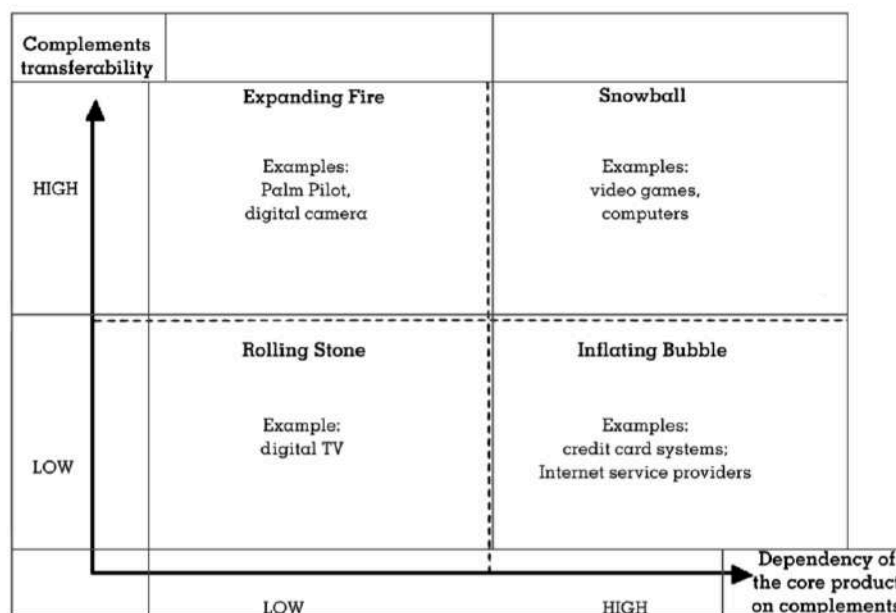 Complements
transferability
Expanding Fire
Snowball
HIGH
Examples:
Palm Pilot,
digital camera
Examples:
video games,
computers
Rolling Stone
Inflating Bubble
LOW
Example:
digital TV
Examples:
credit card systems;
Internet service providers
Dependency of
the core product
on complements
LOW
HIGH